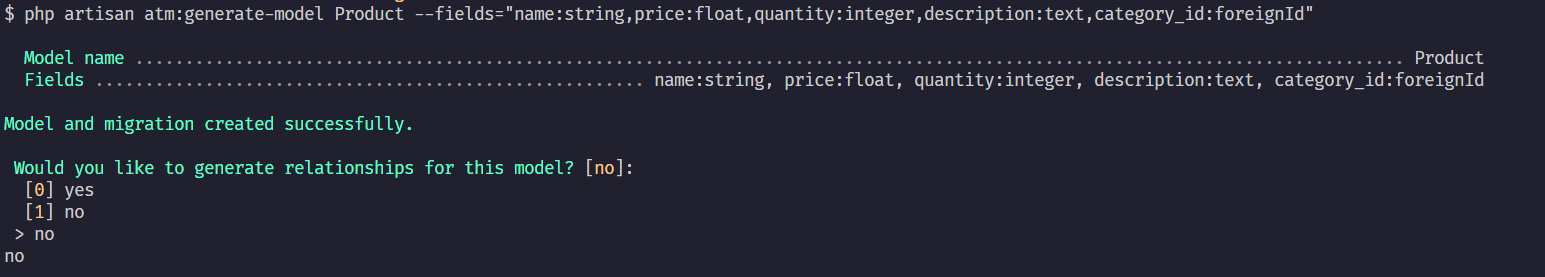 $ php artisan atm:generate-model Product --fields="name:string,price:float,quantity:integer,description:text,category_id:foreignId"
Model name ............................................................................................................................... Product
Fields ....................................................... name:string, price:float, quantity:integer, description:text, category_id:foreignId
Model and migration created successfully.
Would you like to generate relationships for this model? [no]:
[0] yes
[1] no
> no
no